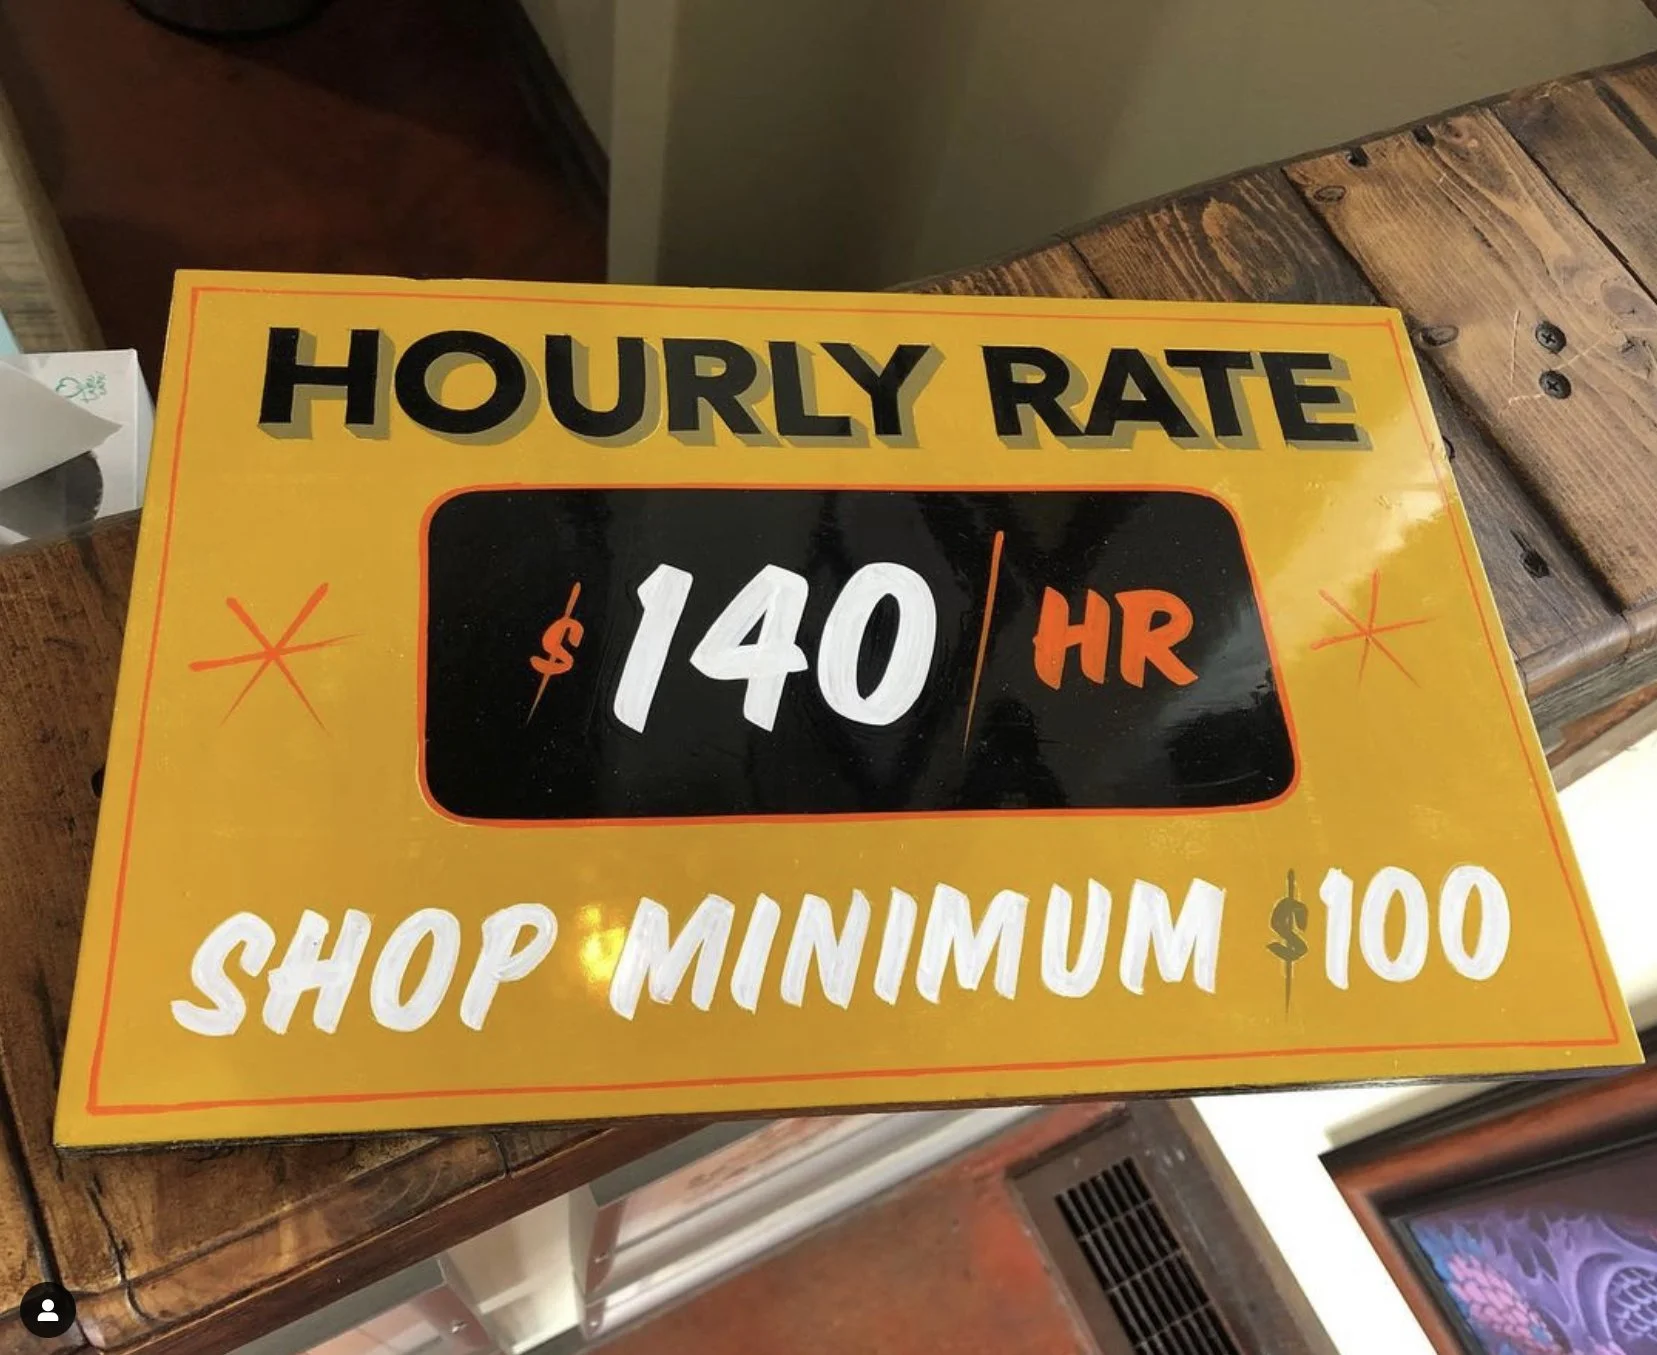 HOURLY RATE
$140/HR
SHOP MINIMUM $100